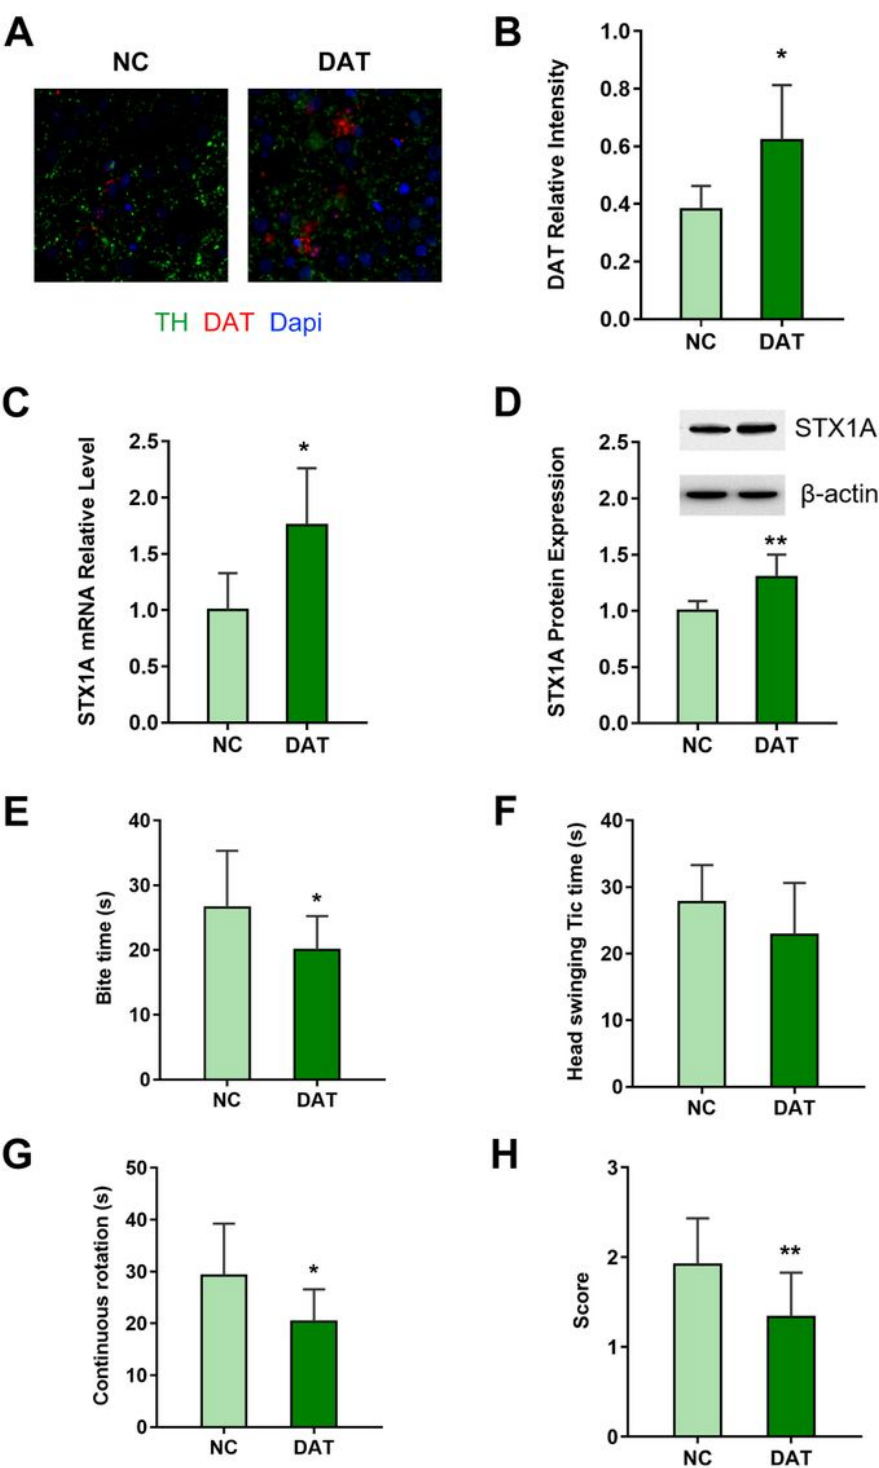 A
NC DAT
TH DAT Dapi
B
DAT Relative Intensity
1.0
0.8
0.6
0.4
0.2
0.0
*
NC DAT
C
STX1A mRNA Relative Level
2.5
2.0
1.5
1.0
0.5
0.0
*
NC DAT
D
STX1A Protein Expression
2.5
2.0
1.5
1.0
0.5
0.0
STX1A
β-actin
**
NC DAT
E
Bite time (s)
40
30
20
10
0
*
NC DAT
F
Head swinging Tic time (s)
40
30
20
10
0
NC DAT
G
Continuous rotation (s)
50
40
30
20
10
0
*
NC DAT
H
Score
3
2
1
0
**
NC DAT